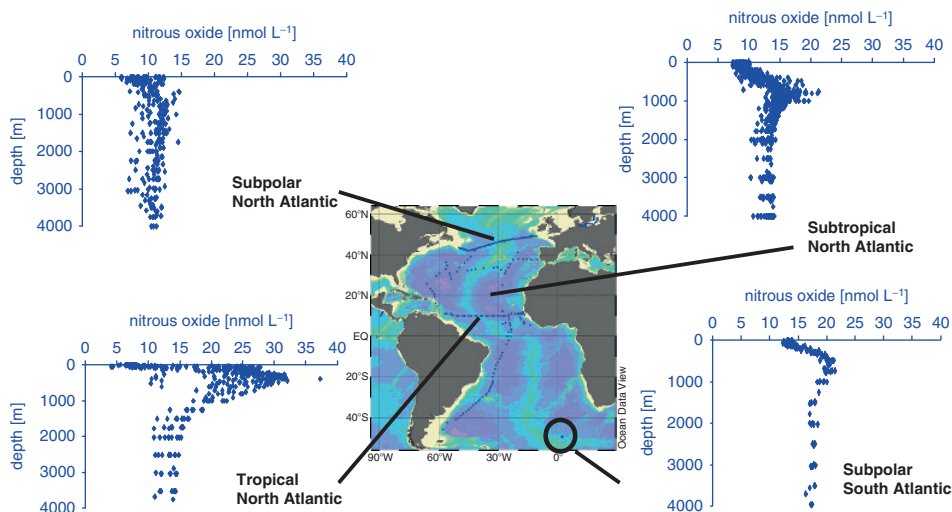 nitrous oxide [nmol L⁻¹]
0 5 10 15 20 25 30 35 40
0
1000
2000
3000
4000
depth [m]
nitrous oxide [nmol L⁻¹]
0 5 10 15 20 25 30 35 40
0
1000
2000
3000
4000
depth [m]
Subpolar
North Atlantic
Subtropical
North Atlantic
60°N
40°N
20°N
EQ
20°S
40°S
90°W 60°W 30°W 0°
Ocean Data View
nitrous oxide [nmol L⁻¹]
0 5 10 15 20 25 30 35 40
0
1000
2000
3000
4000
depth [m]
Tropical
North Atlantic
nitrous oxide [nmol L⁻¹]
0 5 10 15 20 25 30 35 40
0
1000
2000
3000
4000
depth [m]
Subpolar
South Atlantic